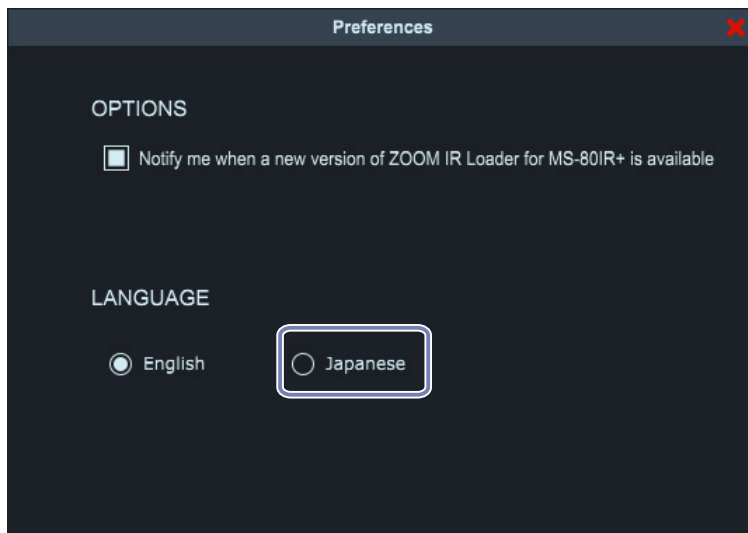 Preferences
OPTIONS
Notify me when a new version of ZOOM IR Loader for MS-80IR+ is available
LANGUAGE
English Japanese